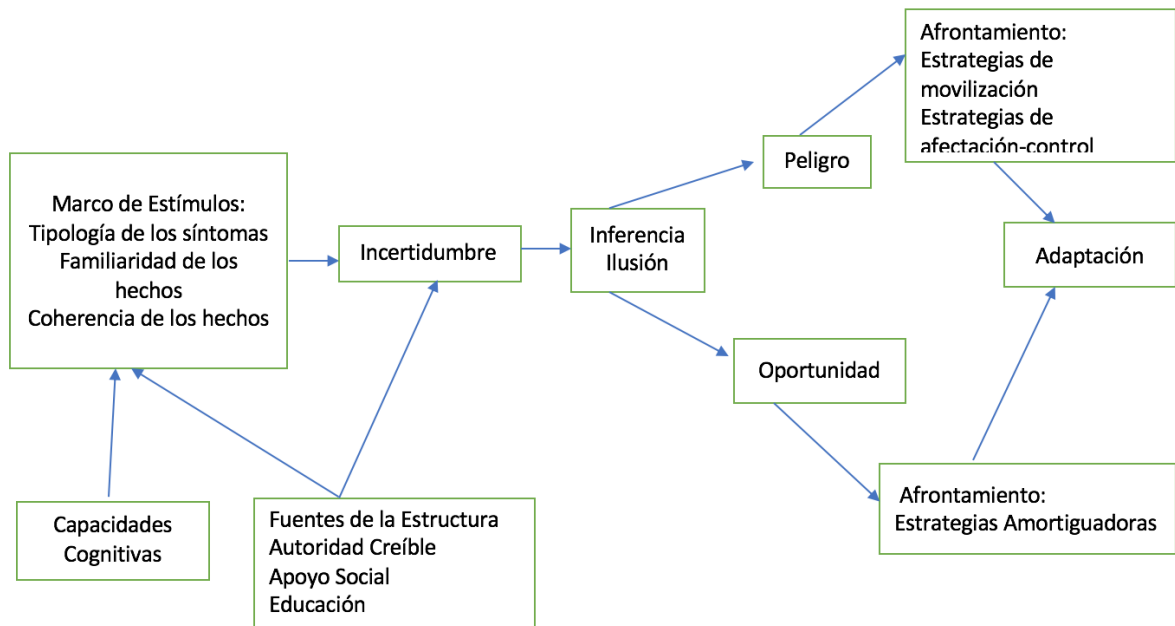 Marco de Estímulos:
Tipología de los síntomas
Familiaridad de los
hechos
Coherencia de los hechos
Capacidades
Cognitivas
Fuentes de la Estructura
Autoridad Creíble
Apoyo Social
Educación
Incertidumbre
Inferencia
Ilusión
Peligro
Oportunidad
Afrontamiento:
Estrategias de
movilización
Estrategias de
afectación-control
Afrontamiento:
Estrategias Amortiguadoras
Adaptación